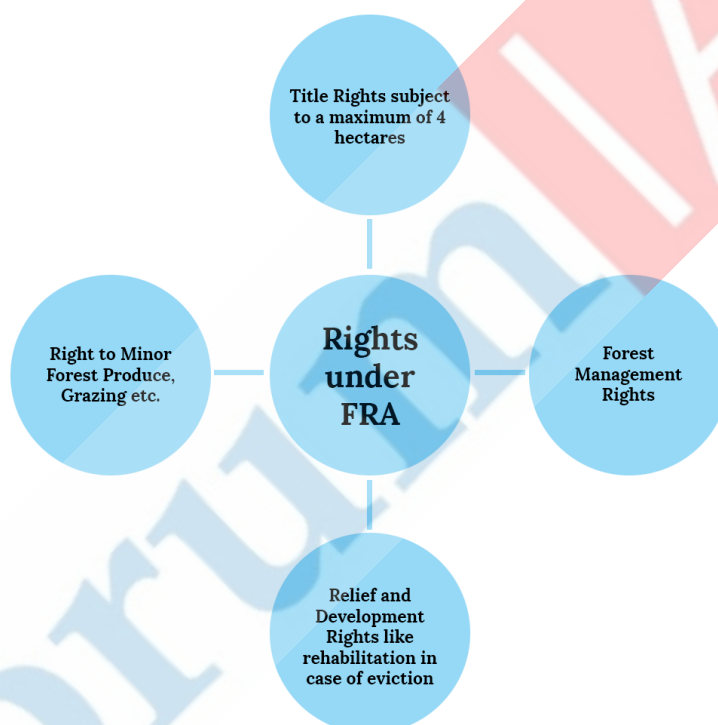 Title Rights subject
to a maximum of 4
hectares
Right to Minor
Forest Produce,
Grazing etc.
Rights
under
FRA
Forest
Management
Rights
Relief and
Development
Rights like
rehabilitation in
case of eviction